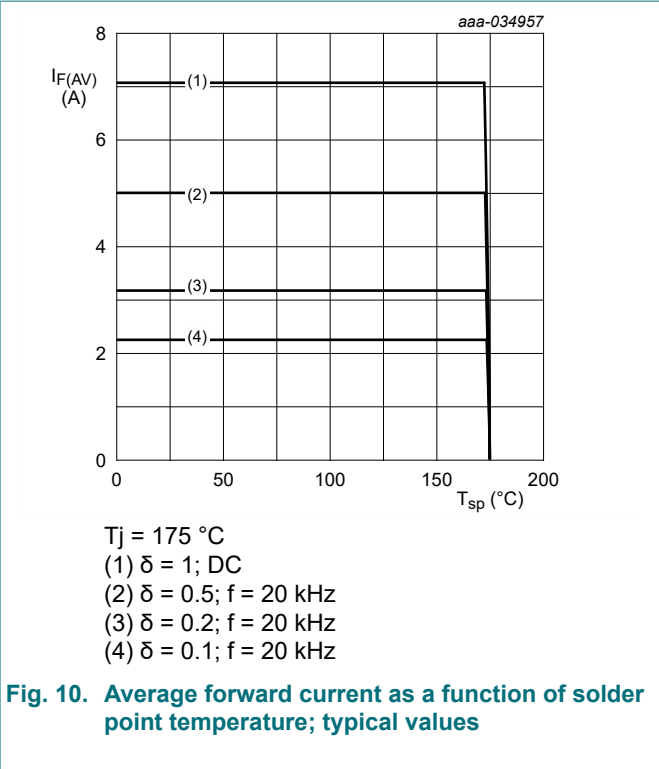 aaa-034957
8
IF(AV)
(A)
(1)
6
(2)
4
(3)
(4)
2
0
0 50 100 150 200
Tsp (°C)
Tj = 175 °C
(1) δ = 1; DC
(2) δ = 0.5; f = 20 kHz
(3) δ = 0.2; f = 20 kHz
(4) δ = 0.1; f = 20 kHz
Fig. 10. Average forward current as a function of solder
point temperature; typical values